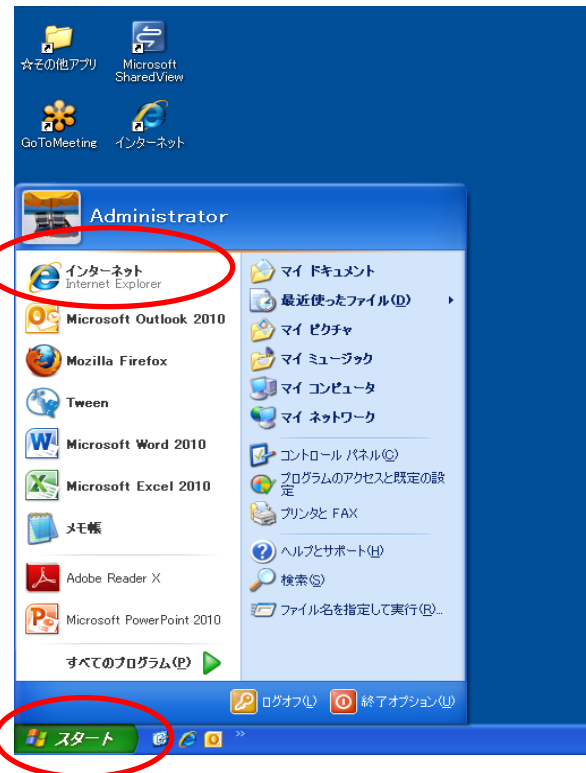 ☆その他アプリ
Microsoft
SharedView
GoToMeeting
インターネット
Administrator
インターネット
Internet Explorer
Microsoft Outlook 2010
Mozilla Firefox
Tween
Microsoft Word 2010
Microsoft Excel 2010
メモ帳
Adobe Reader X
Microsoft PowerPoint 2010
すべてのプログラム(P)
マイ ドキュメント
最近使ったファイル(D)
マイ ピクチャ
マイ ミュージック
マイ コンピュータ
マイ ネットワーク
コントロール パネル(C)
プログラムのアクセスと既定の設
定
プリンタと FAX
ヘルプとサポート(H)
検索(S)
ファイル名を指定して実行(R)...
ログオフ(L)
終了オプション(U)
スタート